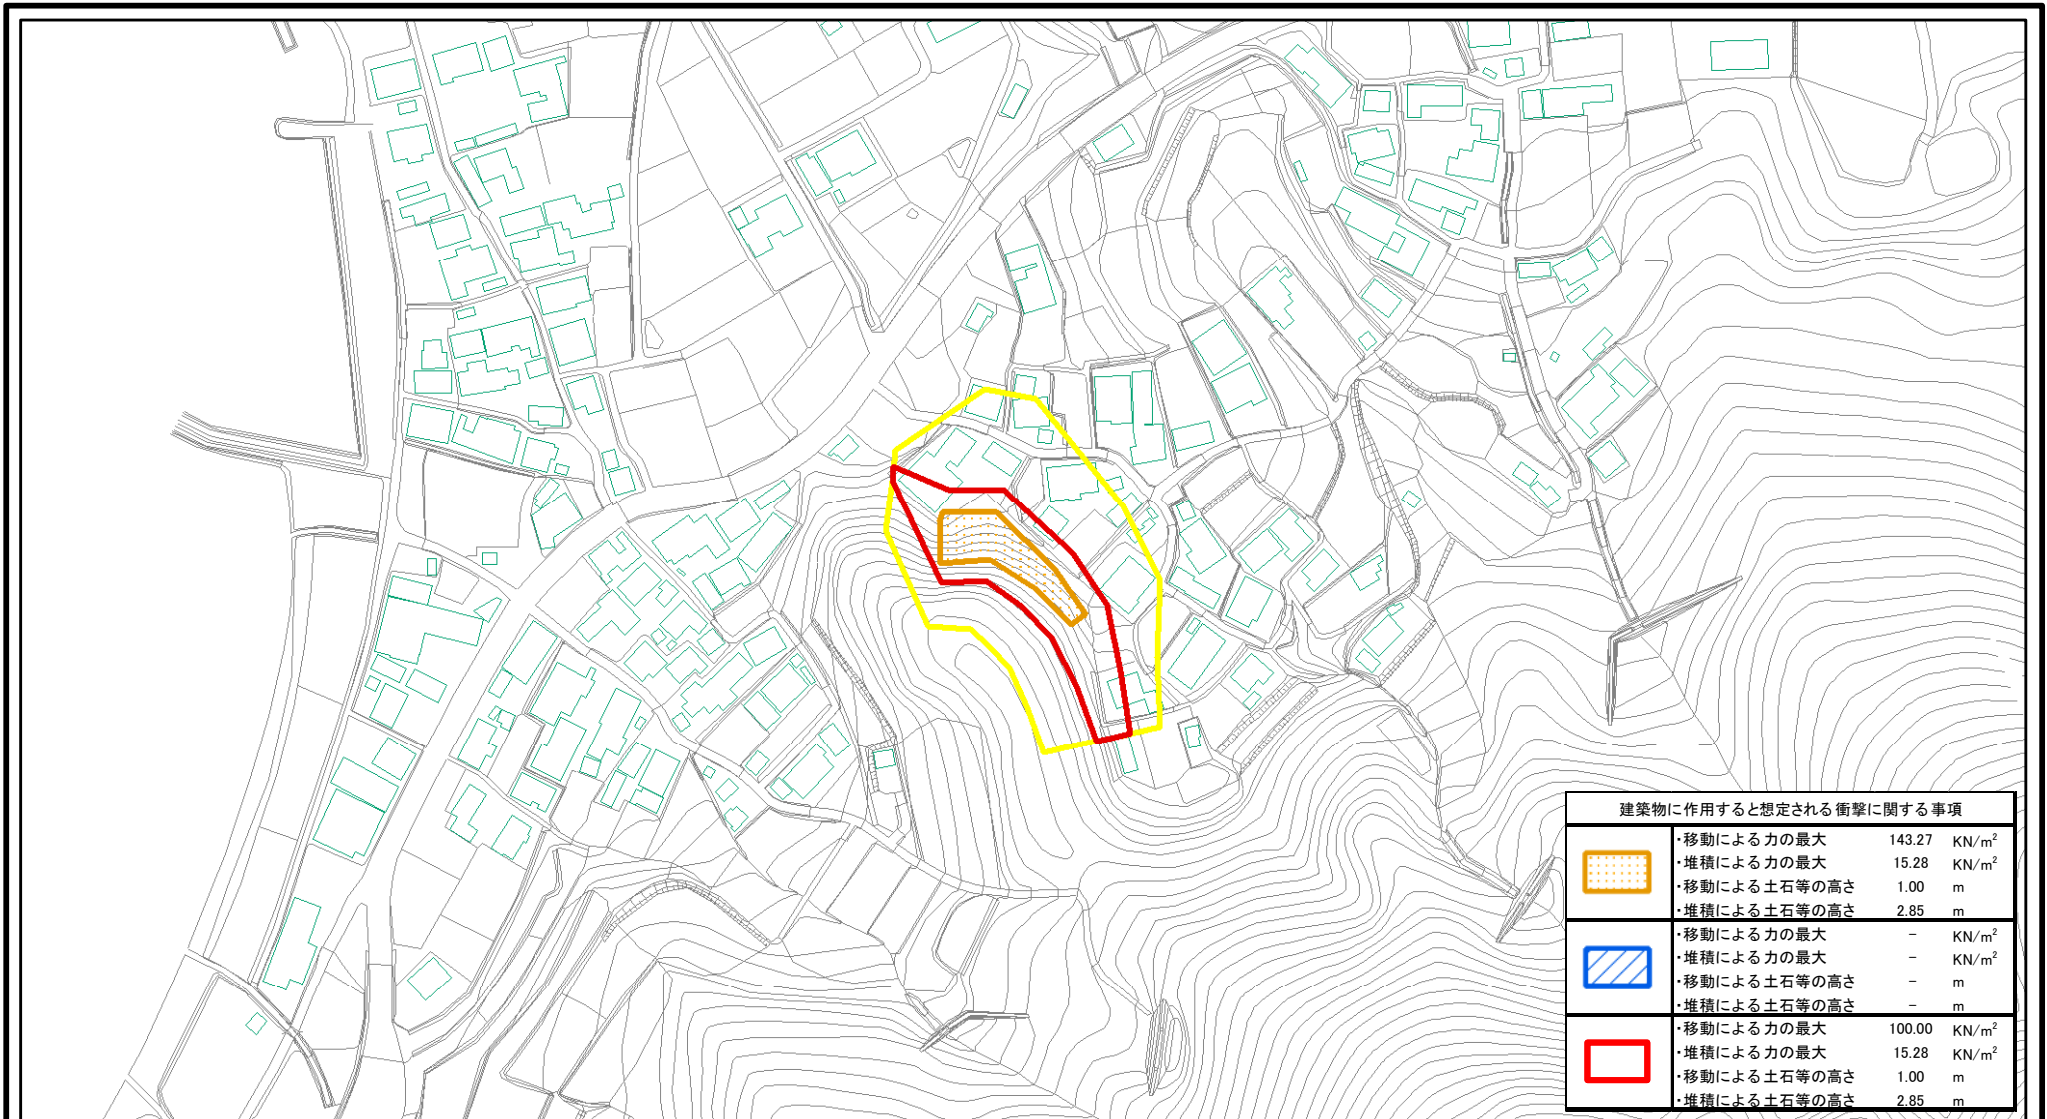 建築物に作用すると想定される衝撃に関する事項
・移動による力の最大 143.27 KN/m²
・堆積による力の最大 15.28 KN/m²
・移動による土石等の高さ 1.00 m
・堆積による土石等の高さ 2.85 m
・移動による力の最大 － KN/m²
・堆積による力の最大 － KN/m²
・移動による土石等の高さ － m
・堆積による土石等の高さ － m
・移動による力の最大 100.00 KN/m²
・堆積による力の最大 15.28 KN/m²
・移動による土石等の高さ 1.00 m
・堆積による土石等の高さ 2.85 m